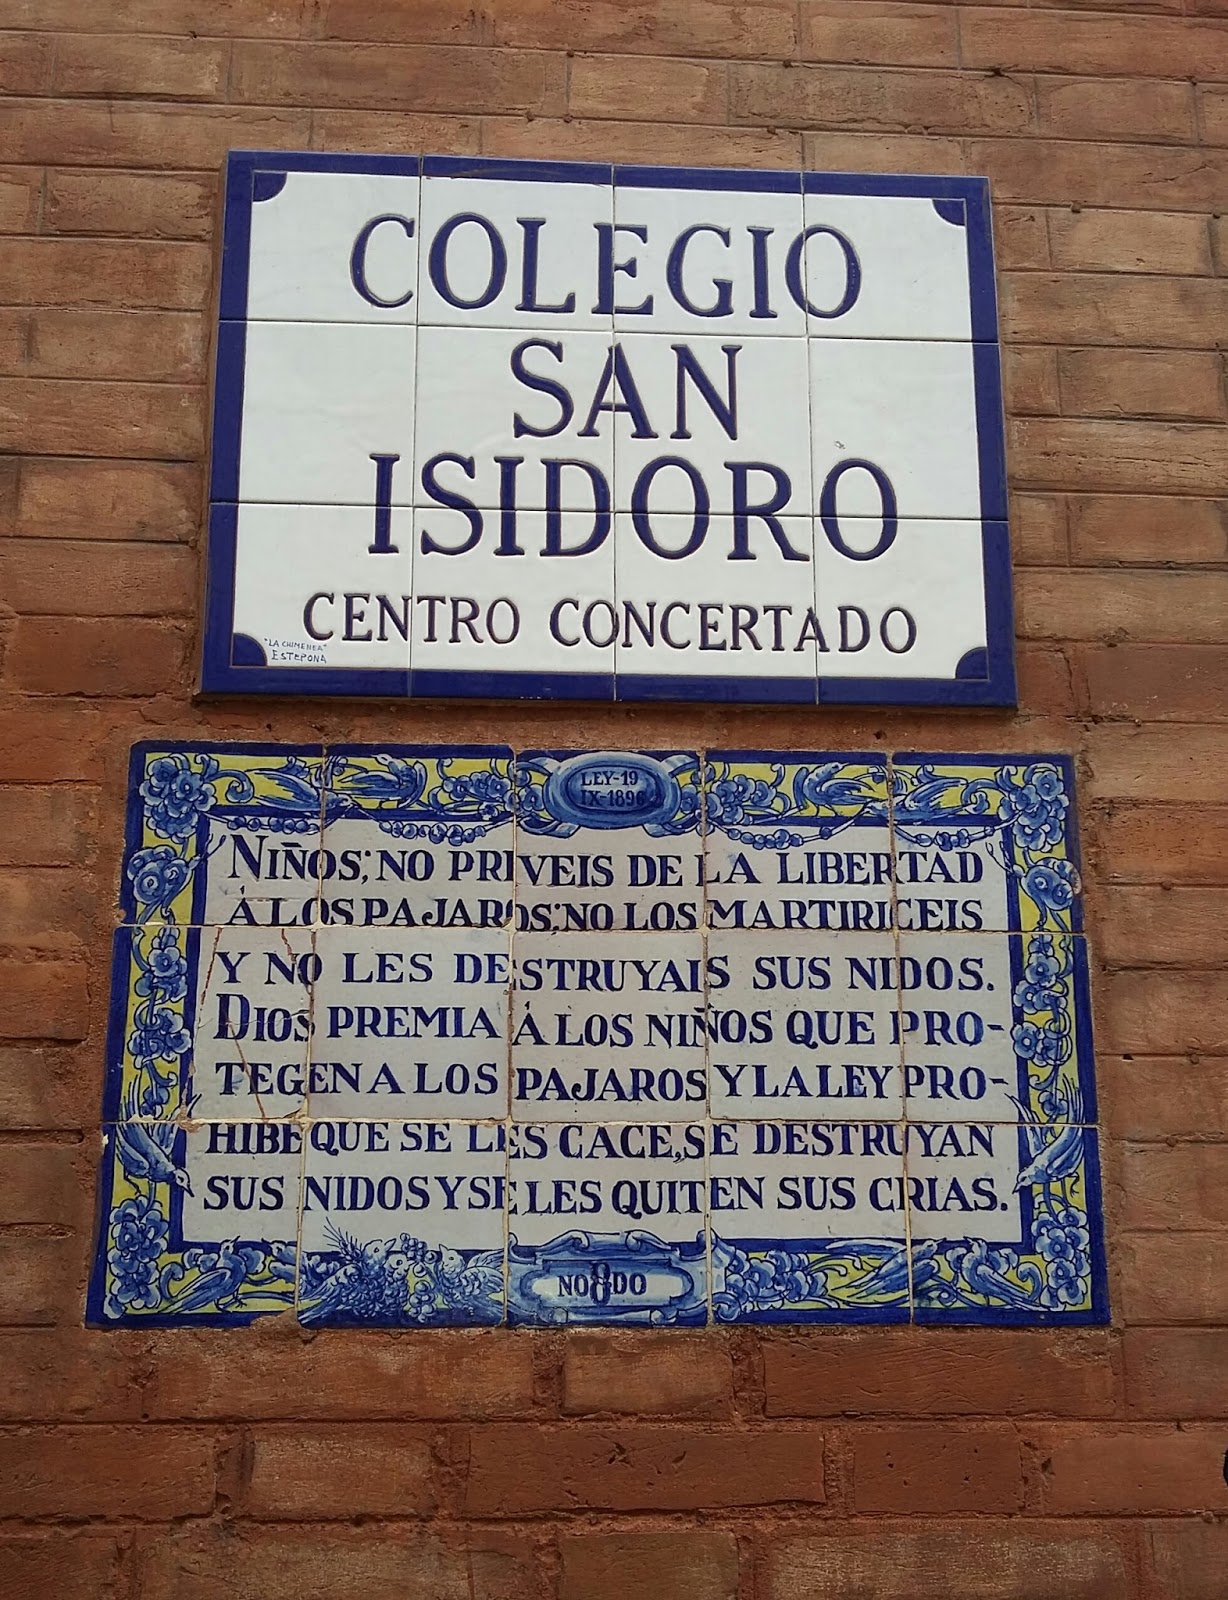 COLEGIO
SAN
ISIDORO
CENTRO CONCERTADO
"LA CHIMENEA"
ESTEPONA
LEY-19
IX-1896
NIÑOS; NO PRIVEIS DE LA LIBERTAD
Á LOS PAJAROS; NO LOS MARTIRICEIS
Y NO LES DESTRUYAIS SUS NIDOS.
DIOS PREMIA Á LOS NIÑOS QUE PRO-
TEGEN A LOS PAJAROS Y LA LEY PRO-
HIBE QUE SE LES CACE, SE DESTRUYAN
SUS NIDOS Y SE LES QUITEN SUS CRIAS.
NO8DO